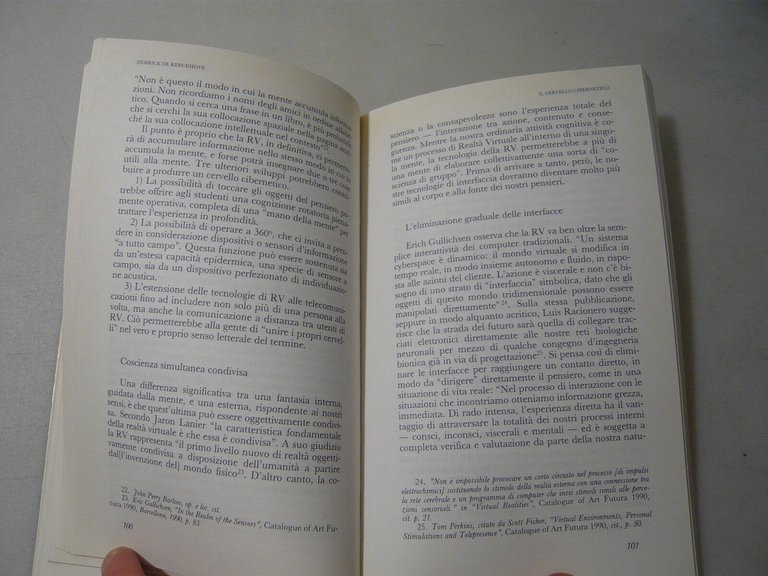 DERRICK DE KERCKHOVE
"Non è questo il modo in cui la mente accumula informa-
zioni. Non ricordiamo i nomi degli amici in ordine alfabe-
tico. Quando si cerca una frase in un libro, è più probabile
che si cerchi la sua collocazione spaziale nella pagina anzi-
ché la sua collocazione intellettuale nel contesto".
Il punto è proprio che la RV, in definitiva, ci permette-
rà di accumulare informazione nello stesso modo in cui la
accumula la mente, e forse potrà insegnare due o tre cose
utili alla mente. Tre ulteriori sviluppi potrebbero contri-
buire a produrre un cervello cibernetico.
1) La possibilità di toccare gli oggetti del pensiero po-
trebbe offrire agli studenti una cognizione rotatoria piena-
mente operativa, completa di una "mano della mente" per
trattare l'esperienza in profondità.
2) La possibilità di operare a 360°, che ci invita a pren-
dere in considerazione dispositivi o sensori d'informazione
"a tutto campo". Questa funzione può essere sostenuta sia
da un'estesa capacità epidermica, una specie di sensore a
campo, sia da un dispositivo perfezionato di individuazio-
ne acustica.
3) L'estensione delle tecnologie di RV alle telecomuni-
cazioni fino ad includere non solo più di una persona alla
volta, ma anche la comunicazione a distanza tra utenti di
RV. Ciò permetterebbe alla gente di "unire i propri cervel-
li" nel vero e proprio senso letterale del termine.
Coscienza simultanea condivisa
Una differenza significativa tra una fantasia interna,
guidata dalla mente, e una esterna, rispondente ai nostri
sensi, è che quest'ultima può essere oggettivamente condivi-
sa. Secondo Jaron Lanier "la caratteristica fondamentale
della realtà virtuale è che essa è condivisa". A suo giudizio
la RV rappresenta "il primo livello nuovo di realtà oggetti-
vamente condivisa a disposizione dell'umanità a partire
dal[l'invenzione del] mondo fisico"23. D'altro canto, la co-
22. John Perry Barlow, op. e loc. cit.
23. Eric Gullichsen, "In the Realm of the Sensors", Catalogue of Art Fu-
tura 1990, Barcellona, 1990, p. 83.
100
IL CERVELLO CIBERNETICO
scienza o la consapevolezza sono l'esperienza totale del
pensiero — l'interazione tra azione, contenuto e conse-
guenza. Mentre la nostra ordinaria attività cognitiva è co-
me un processo di Realtà Virtuale all'interno di una singo-
la mente, la tecnologia della RV permetterebbe a più di
una mente di elaborare collettivamente una sorta di "co-
scienza di gruppo". Prima di arrivare a tanto, però, le no-
stre tecnologie di interfaccia dovranno diventare molto più
simili al corpo e alla fonte dei nostri pensieri.
L'eliminazione graduale delle interfacce
Erich Gullichsen osserva che la RV va ben oltre la sem-
plice interattività dei computer tradizionali. "Un sistema
cyberspace è dinamico: il mondo virtuale si modifica in
tempo reale, in modo insieme autonomo e fluido, in rispo-
sta alle azioni del cliente. L'azione è viscerale e non c'è bi-
sogno di uno strato di "interfaccia" simbolica, dato che gli
oggetti di questo mondo tridimensionale possono essere
manipolati direttamente"24. Sulla stessa pubblicazione,
seppure in modo alquanto acritico, Luis Racionero sugge-
risce che la strada del futuro sarà quella di collegare trac-
ciati elettronici direttamente alle nostre reti biologiche
neuronali per mezzo di qualche congegno d'ingegneria
bionica già in via di progettazione25. Si pensa così di elimi-
nare le interfacce per raggiungere un contatto diretto, in
modo da "dirigere" direttamente il pensiero, come in una
situazione di vita reale: "Nel processo di interazione con le
situazioni che incontriamo otteniamo informazione grezza,
immediata. Di rado intensa, l'esperienza diretta ha il van-
taggio di attraversare la totalità dei nostri processi interni
— consci, inconsci, viscerali e mentali — ed è soggetta a
completa verifica e valutazione da parte della nostra natu-
24. "Non è impossibile provocare un corto circuito nel processo [di impulsi
elettrochimici] sostituendo lo stimolo della realtà esterna con una connessione tra
la rete cerebrale e un programma di computer che invii stimoli simili alle perce-
zioni sensoriali." in "Virtual Realities", Catalogue of Art Futura 1990,
cit. p. 21.
25. Tom Perkins, citato da Scott Fisher, "Virtual Environments, Personal
Stimulations and Telepresence", Catalogue of Art Futura 1990, cit., p. 50.
101